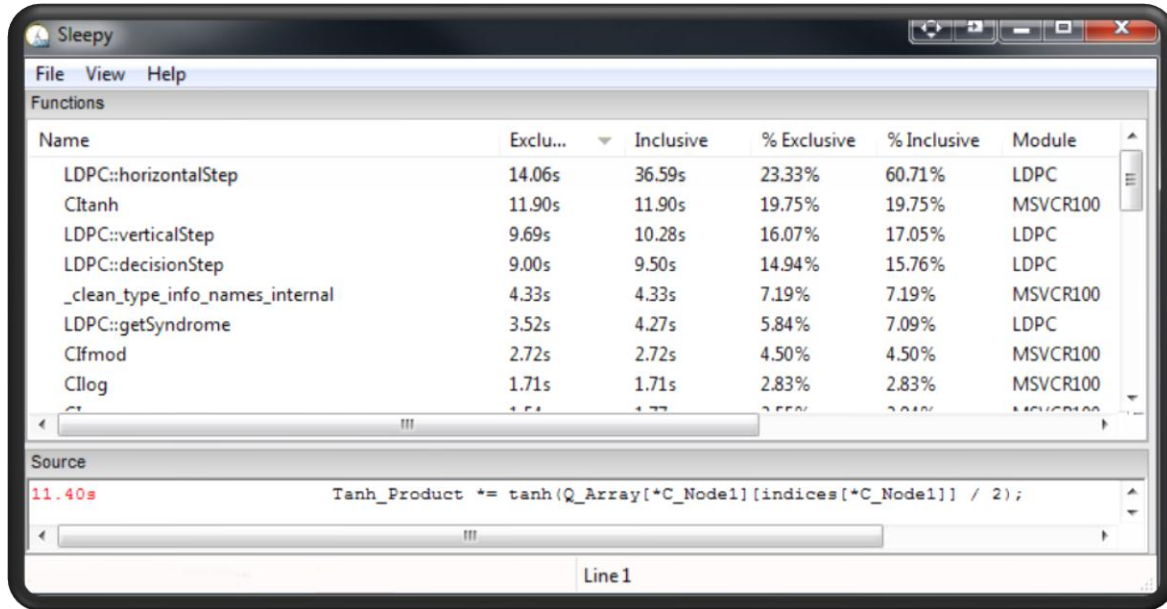 Sleepy
File View Help
Functions
Name Exclu... Inclusive % Exclusive % Inclusive Module
LDPC::horizontalStep 14.06s 36.59s 23.33% 60.71% LDPC
CItanh 11.90s 11.90s 19.75% 19.75% MSVCR100
LDPC::verticalStep 9.69s 10.28s 16.07% 17.05% LDPC
LDPC::decisionStep 9.00s 9.50s 14.94% 15.76% LDPC
_clean_type_info_names_internal 4.33s 4.33s 7.19% 7.19% MSVCR100
LDPC::getSyndrome 3.52s 4.27s 5.84% 7.09% LDPC
CIfmod 2.72s 2.72s 4.50% 4.50% MSVCR100
CIlog 1.71s 1.71s 2.83% 2.83% MSVCR100
Source
11.40s Tanh_Product *= tanh(Q_Array[*C_Node1][indices[*C_Node1]] / 2);
Line 1